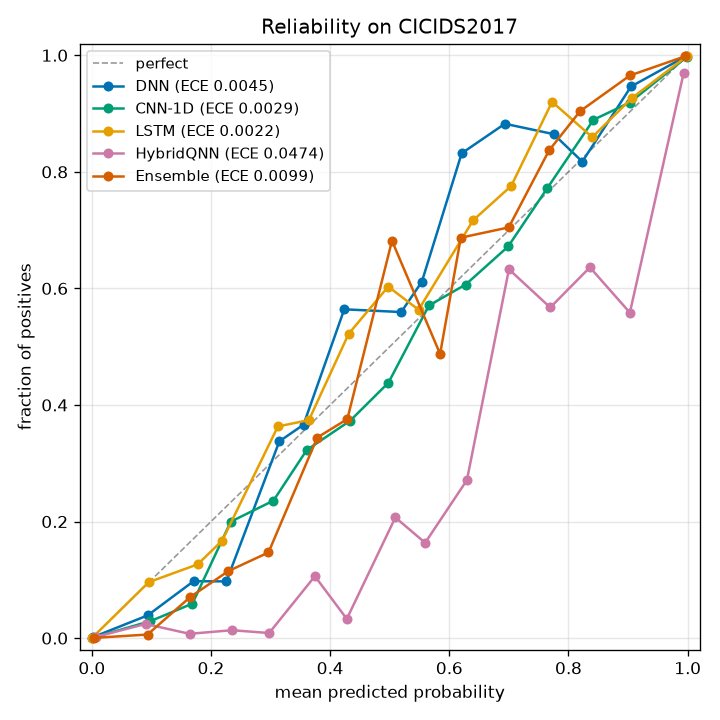 Reliability on CICIDS2017
perfect
DNN (ECE 0.0045)
CNN-1D (ECE 0.0029)
LSTM (ECE 0.0022)
HybridQNN (ECE 0.0474)
Ensemble (ECE 0.0099)
fraction of positives
1.0
0.8
0.6
0.4
0.2
0.0
0.0 0.2 0.4 0.6 0.8 1.0
mean predicted probability